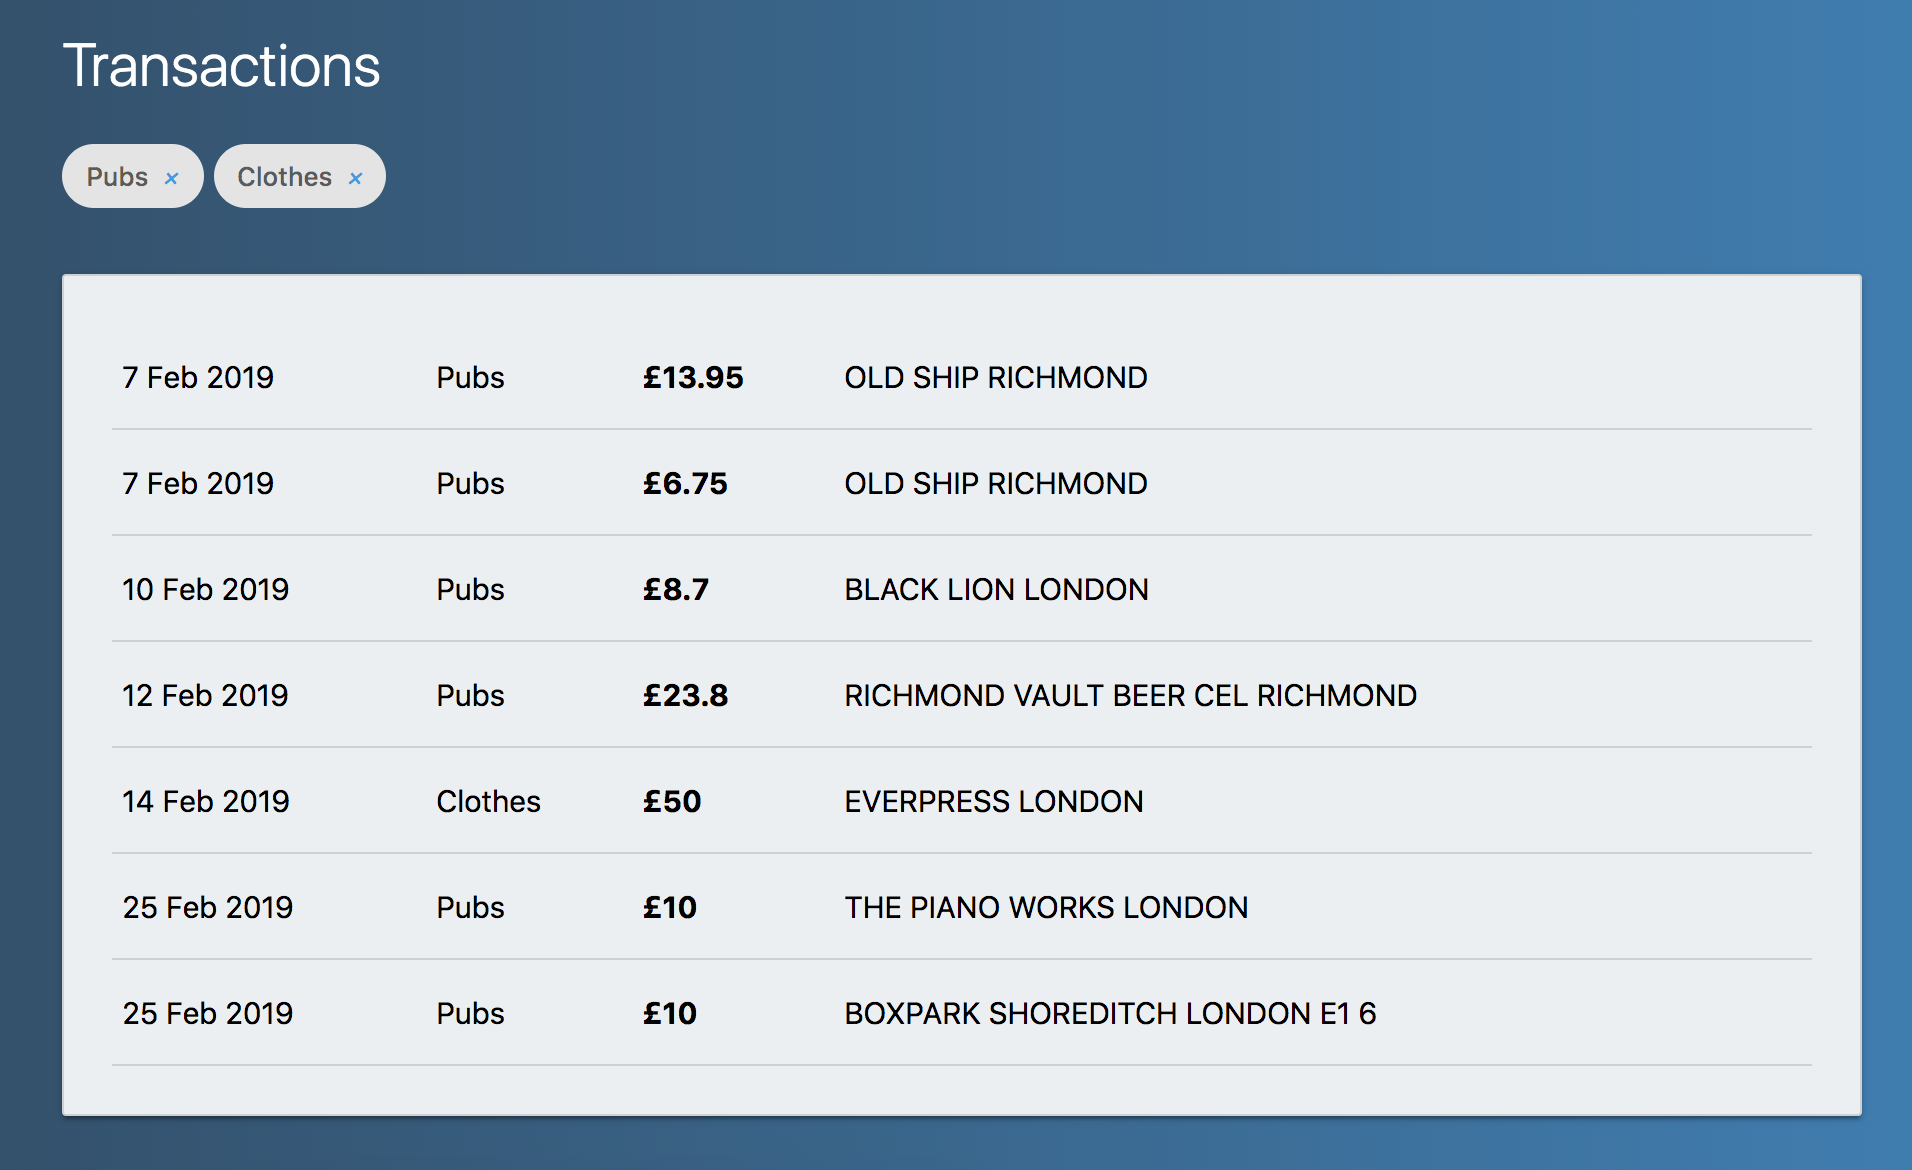 Transactions
Pubs × Clothes ×
7 Feb 2019 Pubs £13.95 OLD SHIP RICHMOND
7 Feb 2019 Pubs £6.75 OLD SHIP RICHMOND
10 Feb 2019 Pubs £8.7 BLACK LION LONDON
12 Feb 2019 Pubs £23.8 RICHMOND VAULT BEER CEL RICHMOND
14 Feb 2019 Clothes £50 EVERPRESS LONDON
25 Feb 2019 Pubs £10 THE PIANO WORKS LONDON
25 Feb 2019 Pubs £10 BOXPARK SHOREDITCH LONDON E1 6